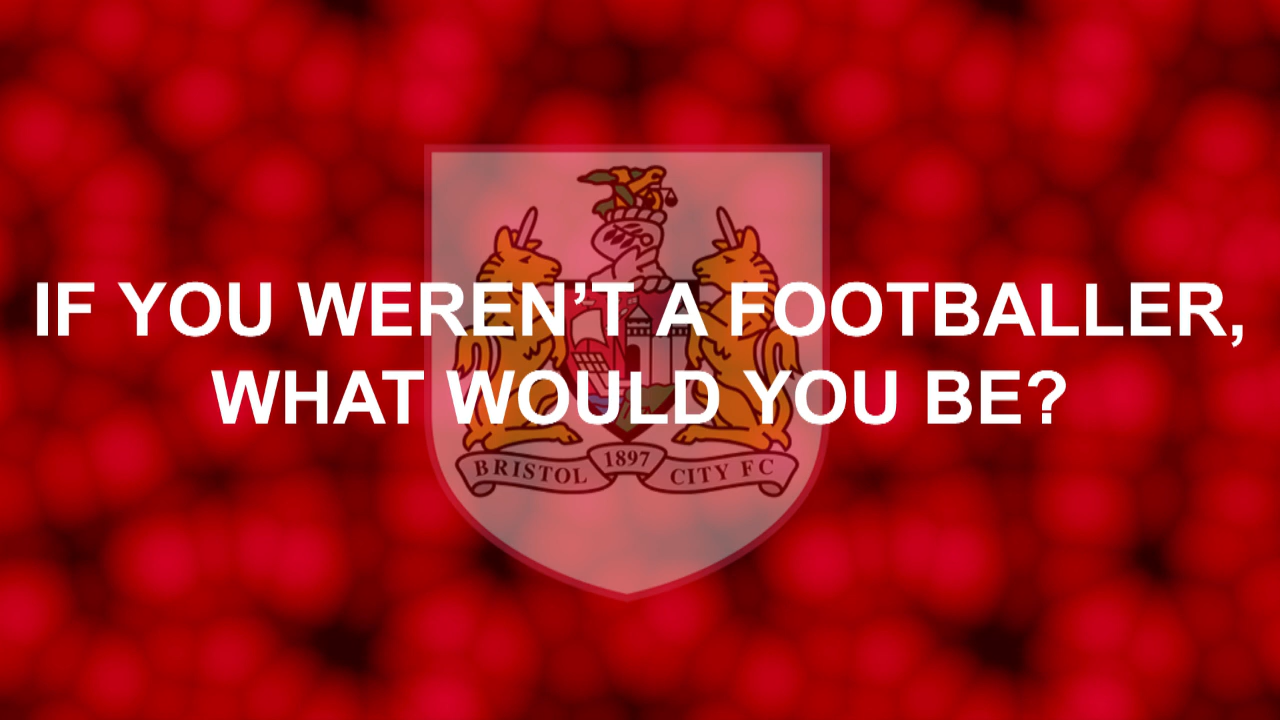 IF YOU WEREN’T A FOOTBALLER,
WHAT WOULD YOU BE?
BRISTOL 1897 CITY FC